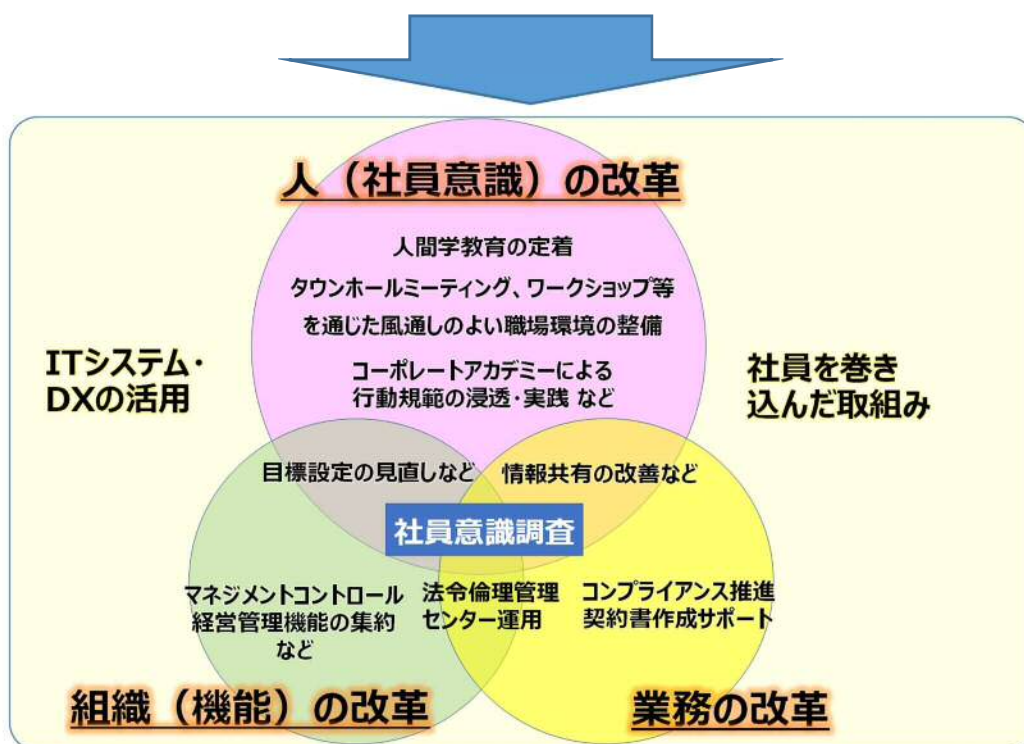 人（社員意識）の改革
人間学教育の定着
タウンホールミーティング、ワークショップ等
を通じた風通しのよい職場環境の整備
コーポレートアカデミーによる
行動規範の浸透・実践 など
ITシステム・
DXの活用
社員を巻き
込んだ取組み
目標設定の見直しなど
情報共有の改善など
社員意識調査
マネジメントコントロール
経営管理機能の集約
など
法令倫理管理
センター運用
コンプライアンス推進
契約書作成サポート
組織（機能）の改革
業務の改革